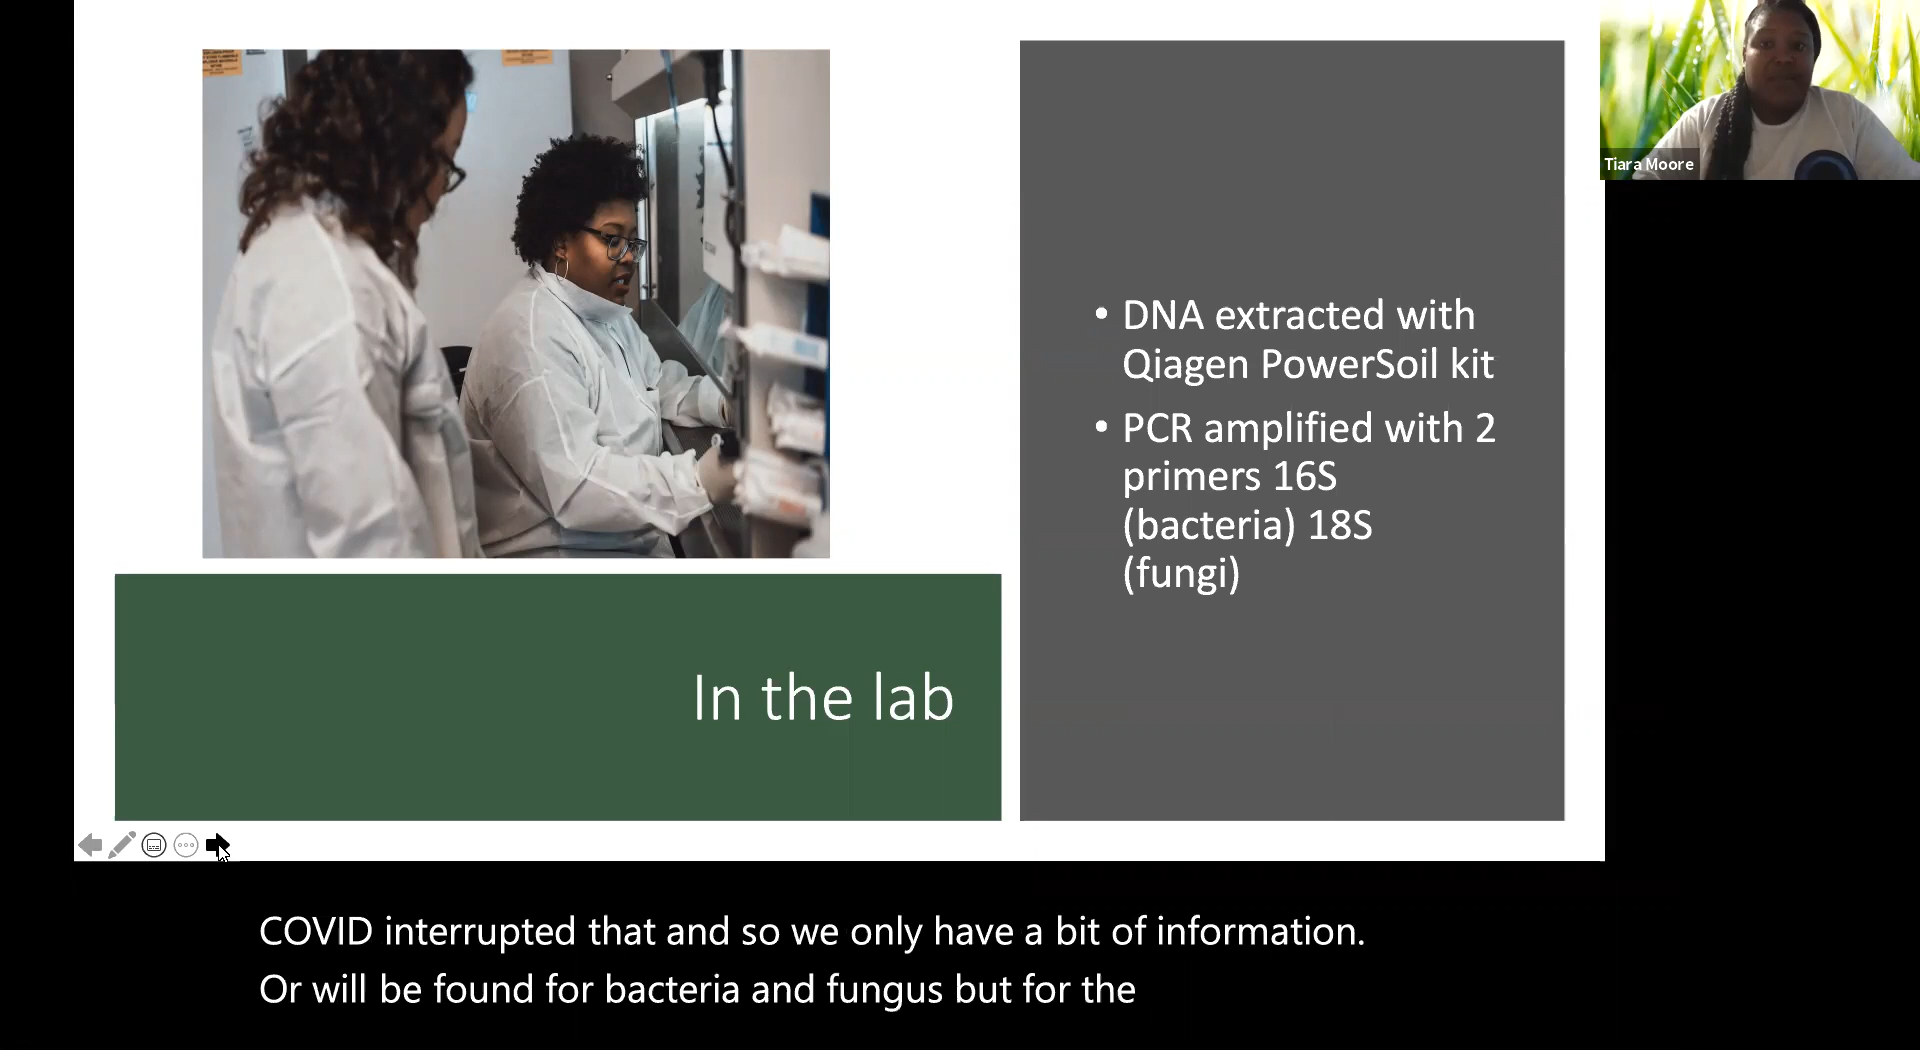 Tiara Moore
• DNA extracted with
Qiagen PowerSoil kit
• PCR amplified with 2
primers 16S
(bacteria) 18S
(fungi)
In the lab
COVID interrupted that and so we only have a bit of information.
Or will be found for bacteria and fungus but for the